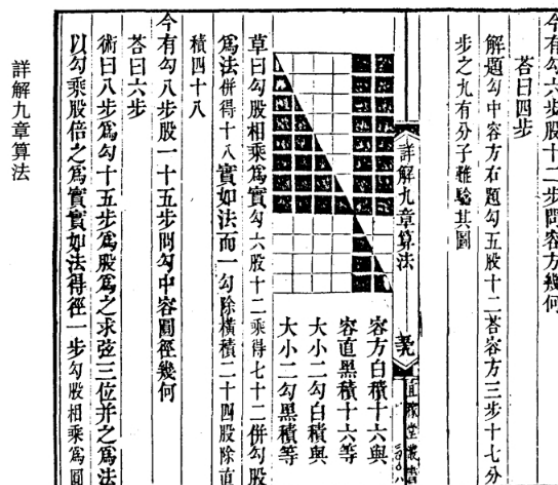 今有勾六步股十二步問容方幾何
荅曰四步
解題勾中容方右題勾五股十二荅容方三步十七分
步之九有分子難驗其圖
詳解九章算法
宜稼堂叢書
容方白積十六與
容直黑積十六等
大小二勾白積與
大小二勾黑積等
草曰勾股相乘爲實勾六股十二乘得七十二併勾股
爲法併得十八實如法而一勾除橫積二十四股除直
積四十八
今有勾八步股一十五步問勾中容圓徑幾何
荅曰六步
術曰八步爲勾十五步爲股爲之求弦三位并之爲法
以勾乘股倍之爲實實如法得徑一步勾股相乘爲圓
詳解九章算法